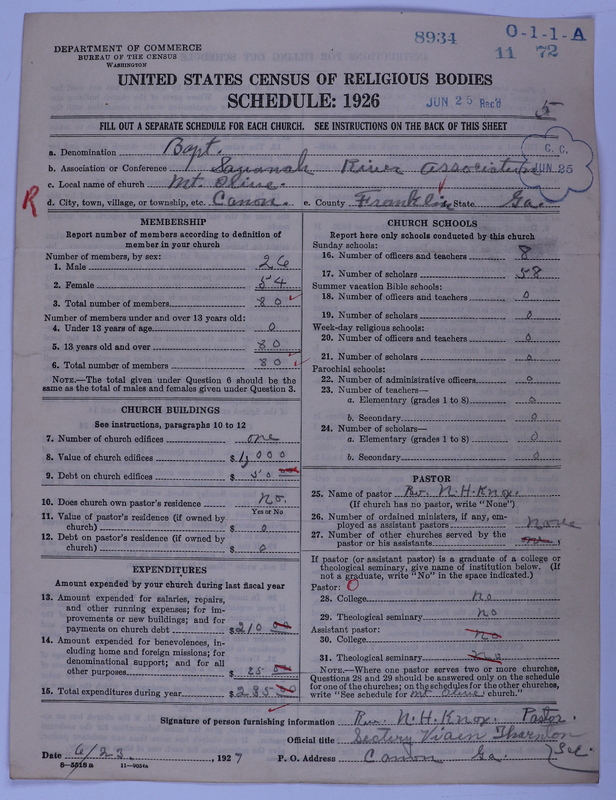 8934
O-1-1-A
11 72
DEPARTMENT OF COMMERCE
BUREAU OF THE CENSUS
WASHINGTON
UNITED STATES CENSUS OF RELIGIOUS BODIES
SCHEDULE: 1926
JUN 25 Rec'd
5
FILL OUT A SEPARATE SCHEDULE FOR EACH CHURCH. SEE INSTRUCTIONS ON THE BACK OF THIS SHEET
C. C.
JUN 25
a. Denomination Bapt.
b. Association or Conference Savanah River Association
c. Local name of church Mt. Olive.
R
d. City, town, village, or township, etc. Canon. e. County Franklin State Ga.
MEMBERSHIP
Report number of members according to definition of
member in your church
Number of members, by sex:
1. Male 26
2. Female 54
3. Total number of members 80
Number of members under and over 13 years old:
4. Under 13 years of age 0
5. 13 years old and over 80
6. Total number of members 80
NOTE.—The total given under Question 6 should be the
same as the total of males and females given under Question 3.
CHURCH BUILDINGS
See instructions, paragraphs 10 to 12
7. Number of church edifices one
8. Value of church edifices $ 1,000
9. Debt on church edifices $ 50
10. Does church own pastor's residence No.
Yes or No
11. Value of pastor's residence (if owned by
church) $ 0
12. Debt on pastor's residence (if owned by
church) $ 0
EXPENDITURES
Amount expended by your church during last fiscal year
13. Amount expended for salaries, repairs,
and other running expenses; for im-
provements or new buildings; and for
payments on church debt $ 210 00
14. Amount expended for benevolences, in-
cluding home and foreign missions; for
denominational support; and for all
other purposes $ 25 00
15. Total expenditures during year $ 235 00
CHURCH SCHOOLS
Report here only schools conducted by this church
Sunday schools:
16. Number of officers and teachers 8
17. Number of scholars 58
Summer vacation Bible schools:
18. Number of officers and teachers 0
19. Number of scholars 0
Week-day religious schools:
20. Number of officers and teachers 0
21. Number of scholars 0
Parochial schools:
22. Number of administrative officers 0
23. Number of teachers—
a. Elementary (grades 1 to 8) 0
b. Secondary 0
24. Number of scholars—
a. Elementary (grades 1 to 8) 0
b. Secondary 0
PASTOR
25. Name of pastor Rev. N. H. Knox.
(If church has no pastor, write "None")
26. Number of ordained ministers, if any, em-
ployed as assistant pastors None
27. Number of other churches served by the
pastor or his assistants
If pastor (or assistant pastor) is a graduate of a college or
theological seminary, give name of institution below. (If
not a graduate, write "No" in the space indicated.)
Pastor: 0
28. College no
29. Theological seminary no
Assistant pastor:
30. College no
31. Theological seminary no
NOTE.—Where one pastor serves two or more churches,
Questions 28 and 29 should be answered only on the schedule
for one of the churches; on the schedules for the other churches,
write "See schedule for Mt Olive church."
Signature of person furnishing information Rev. N. H. Knox. Pastor.
Official title Sectery Thornton
Sec.
Date 6/23, 1927 P. O. Address Canon Ga.
8-5518 a 11-9034a